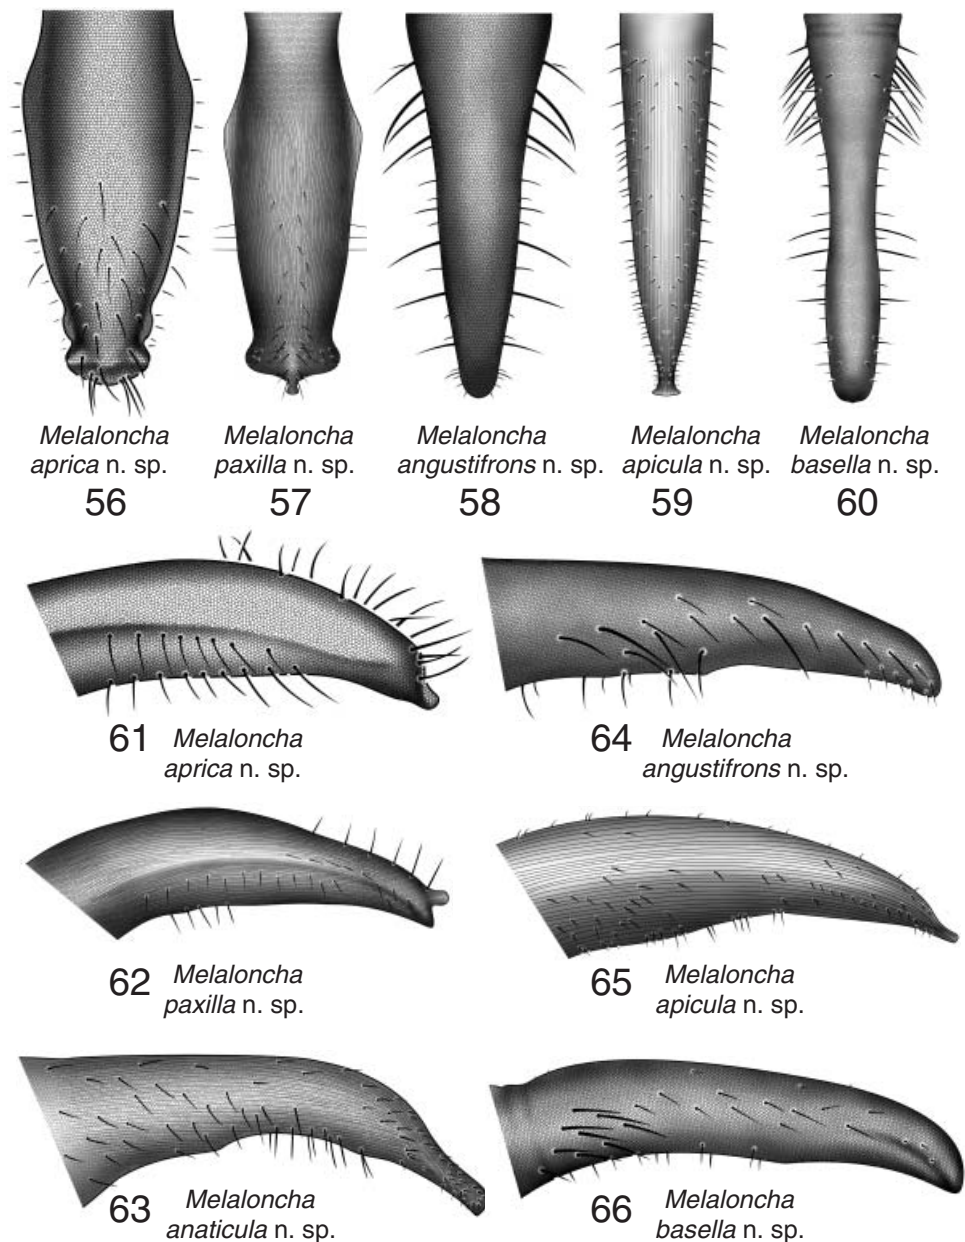 Melaloncha
aprica n. sp.
56
Melaloncha
paxilla n. sp.
57
Melaloncha
angustifrons n. sp.
58
Melaloncha
apicula n. sp.
59
Melaloncha
basella n. sp.
60
61 Melaloncha
aprica n. sp.
64 Melaloncha
angustifrons n. sp.
62 Melaloncha
paxilla n. sp.
65 Melaloncha
apicula n. sp.
63 Melaloncha
anaticula n. sp.
66 Melaloncha
basella n. sp.